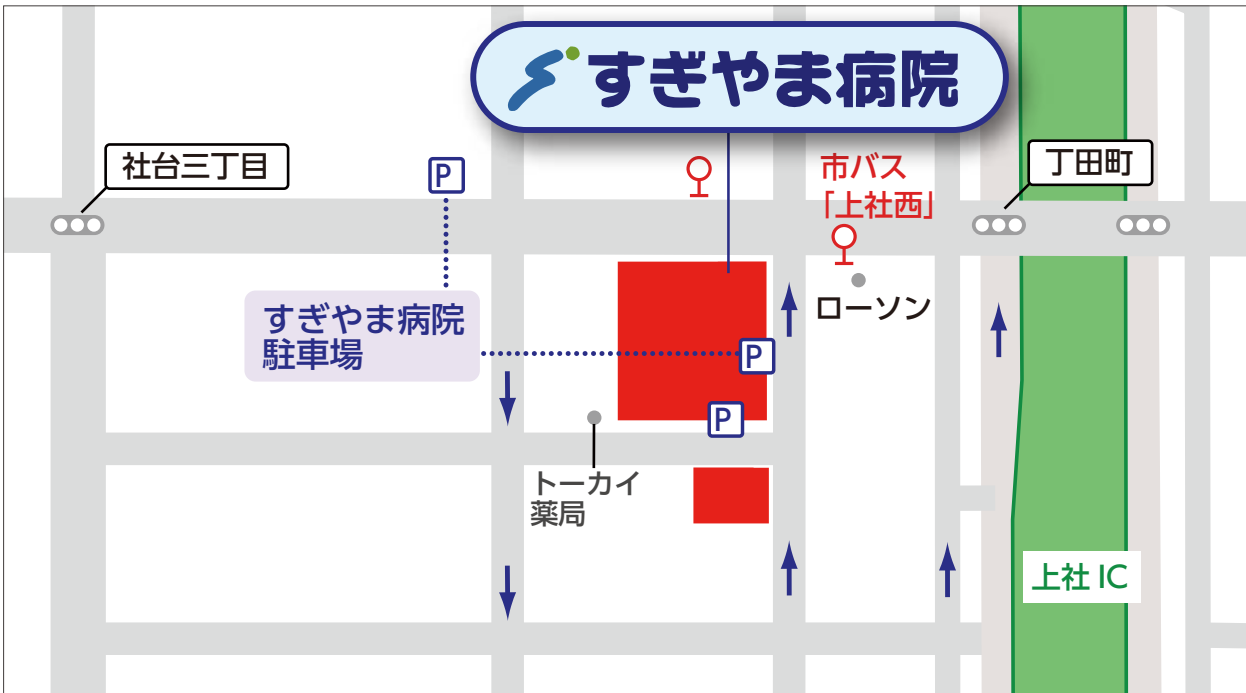 すぎやま病院
社台三丁目
P
市バス
「上社西」
丁田町
すぎやま病院
駐車場
ローソン
P
P
トーカイ
薬局
上社 IC